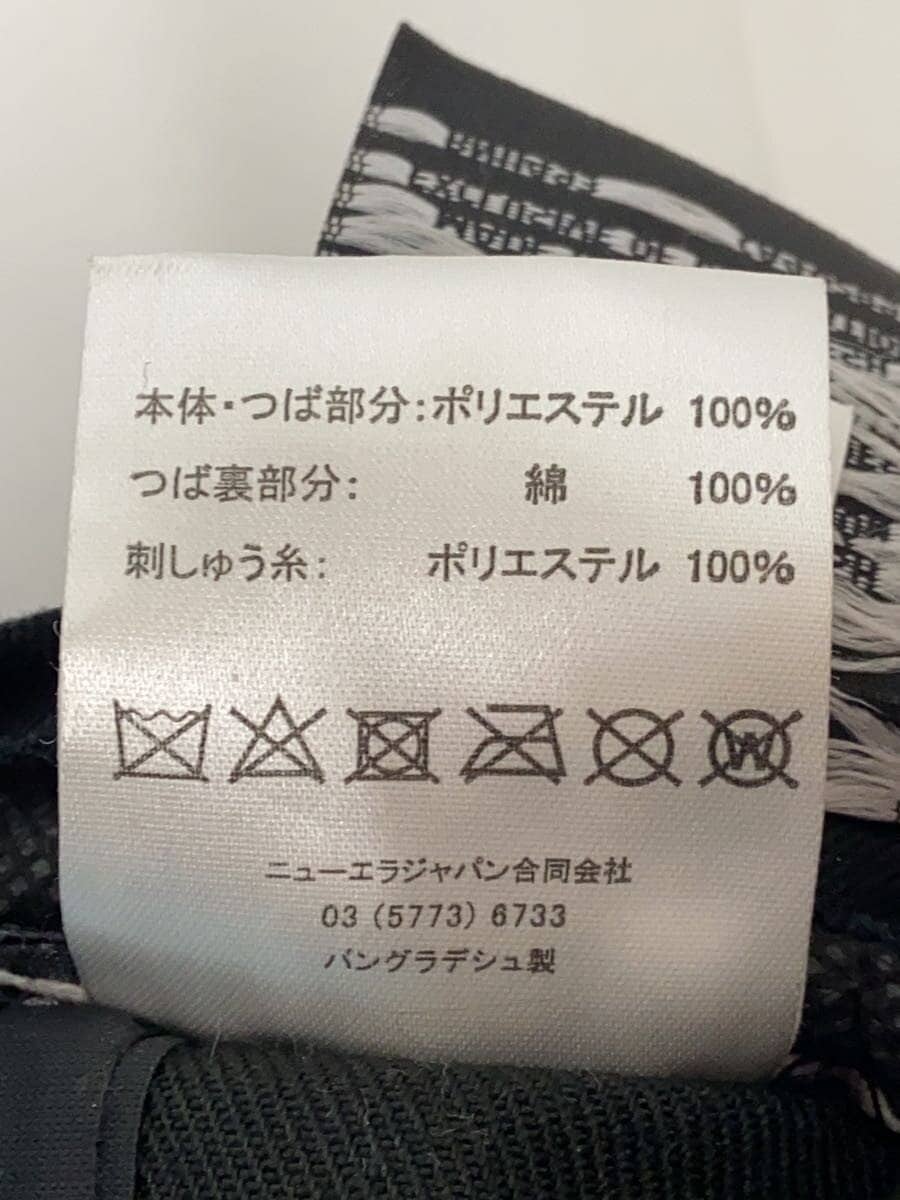 本体・つば部分:ポリエステル 100%
つば裏部分: 綿 100%
刺しゅう糸: ポリエステル 100%
W
ニューエラジャパン合同会社
03 (5773) 6733
バングラデシュ製